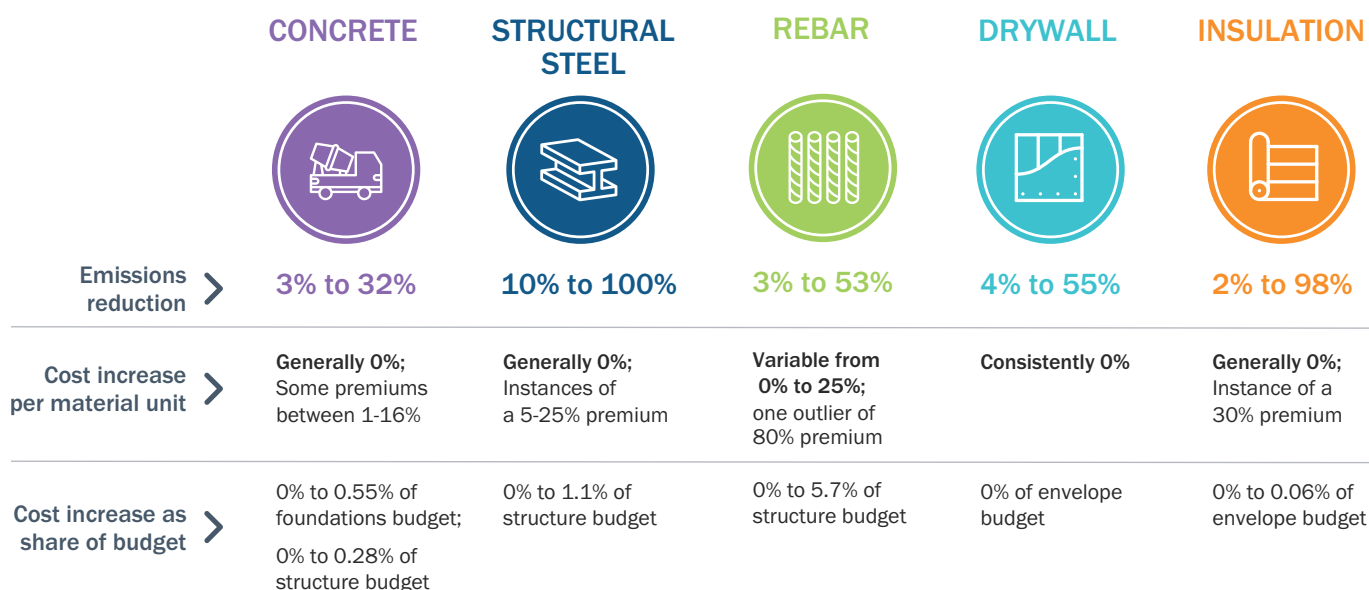 CONCRETE
STRUCTURAL
STEEL
REBAR
DRYWALL
INSULATION
Emissions
reduction
3% to 32%
10% to 100%
3% to 53%
4% to 55%
2% to 98%
Cost increase
per material unit
Generally 0%;
Some premiums
between 1-16%
Generally 0%;
Instances of
a 5-25% premium
Variable from
0% to 25%;
one outlier of
80% premium
Consistently 0%
Generally 0%;
Instance of a
30% premium
Cost increase as
share of budget
0% to 0.55% of
foundations budget;
0% to 0.28% of
structure budget
0% to 1.1% of
structure budget
0% to 5.7% of
structure budget
0% of envelope
budget
0% to 0.06% of
envelope budget